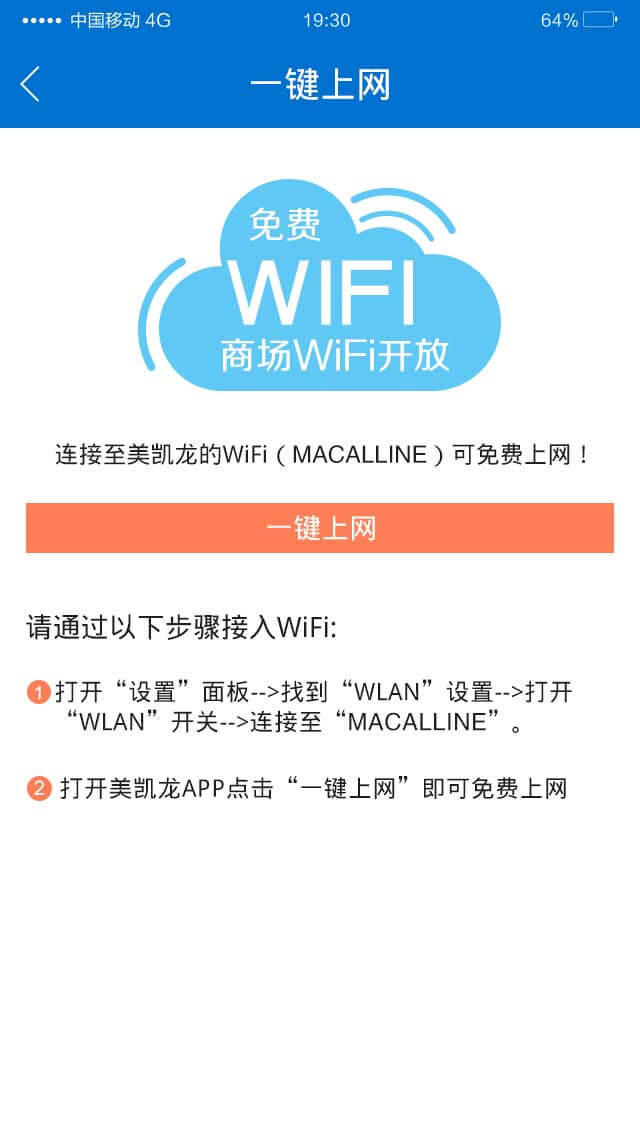 中国移动 4G 19:30 64%
一键上网
免费
WIFI
商场WiFi开放
连接至美凯龙的WiFi（MACALLINE）可免费上网！
一键上网
请通过以下步骤接入WiFi:
1 打开“设置”面板-->找到“WLAN”设置-->打开
“WLAN”开关-->连接至“MACALLINE”。
2 打开美凯龙APP点击“一键上网”即可免费上网